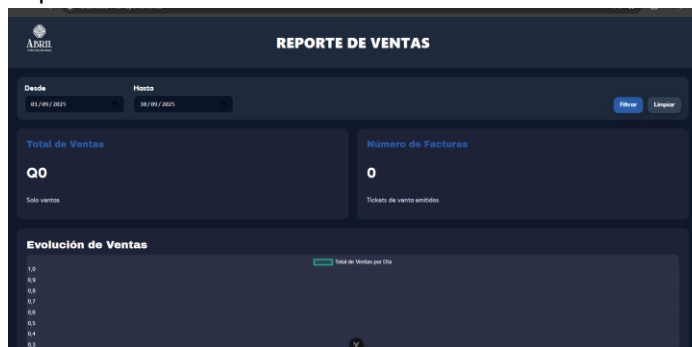 ABRIL
REPORTE DE VENTAS
Desde
Hasta
01/09/2025
30/09/2025
Filtrar
Limpiar
Total de Ventas
Número de Facturas
Q0
0
Solo ventas
Tickets de venta emitidos
Evolución de Ventas
Total de Ventas por Día
1,0
0,9
0,8
0,7
0,6
0,5
0,4
0,3